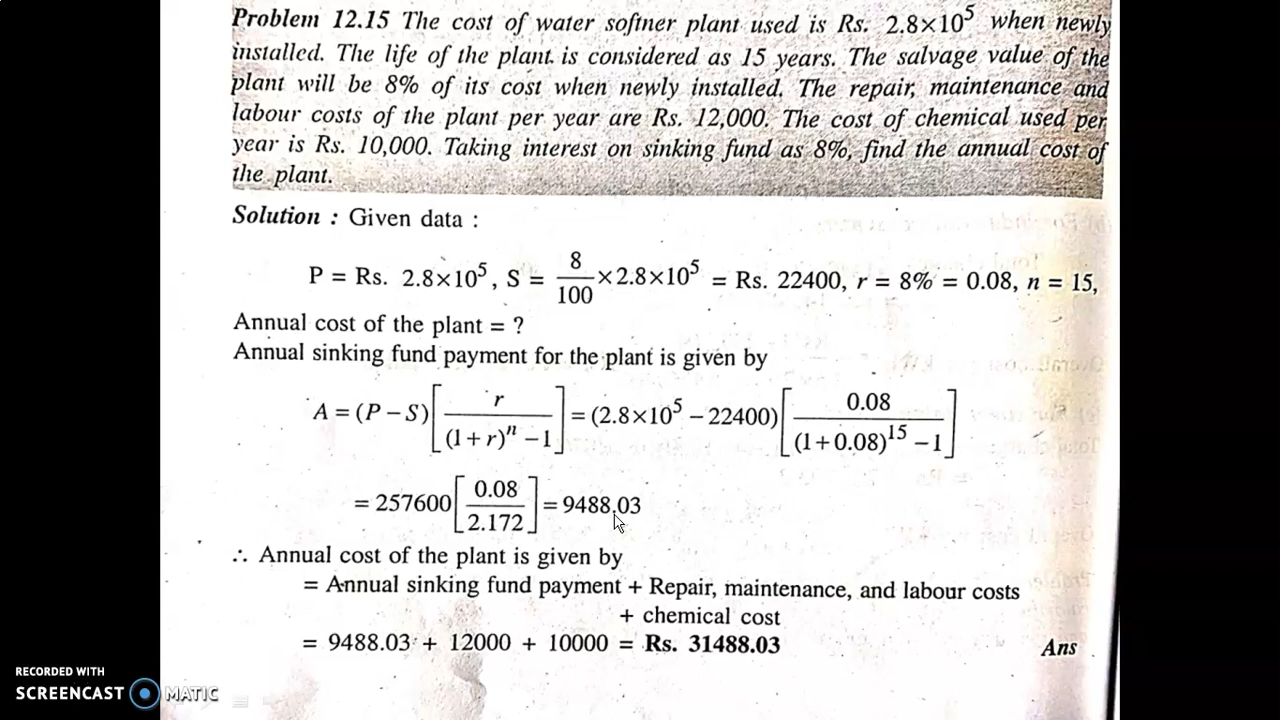 Problem 12.15 The cost of water softner plant used is Rs. 2.8×10⁵ when newly
installed. The life of the plant is considered as 15 years. The salvage value of the
plant will be 8% of its cost when newly installed. The repair, maintenance and
labour costs of the plant per year are Rs. 12,000. The cost of chemical used per
year is Rs. 10,000. Taking interest on sinking fund as 8%, find the annual cost of
the plant.
Solution : Given data :
P = Rs. 2.8×10⁵, S = 8/100 ×2.8×10⁵ = Rs. 22400, r = 8% = 0.08, n = 15,
Annual cost of the plant = ?
Annual sinking fund payment for the plant is given by
A = (P – S)[r/((1+r)ⁿ – 1)] = (2.8×10⁵ – 22400)[0.08/((1+0.08)¹⁵ – 1)]
= 257600[0.08/2.172] = 9488.03
∴ Annual cost of the plant is given by
= Annual sinking fund payment + Repair, maintenance, and labour costs
+ chemical cost
= 9488.03 + 12000 + 10000 = Rs. 31488.03 Ans
RECORDED WITH
SCREENCAST MATIC